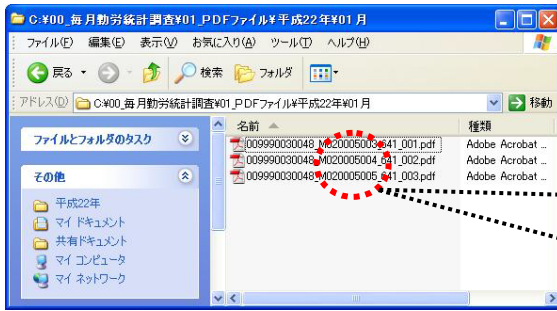 C:¥00_毎月勤労統計調査¥01_PDFファイル¥平成22年¥01月
ファイル(F) 編集(E) 表示(V) お気に入り(A) ツール(T) ヘルプ(H)
戻る 検索 フォルダ
アドレス(D) C:¥00_毎月勤労統計調査¥01_PDFファイル¥平成22年¥01月 移動
ファイルとフォルダのタスク
その他
平成22年
マイ ドキュメント
共有ドキュメント
マイ コンピュータ
マイ ネットワーク
名前 種類
009990030048_M020005003_641_001.pdf Adobe Acrobat ...
009990030048_M020005004_641_002.pdf Adobe Acrobat ...
009990030048_M020005005_641_003.pdf Adobe Acrobat ...